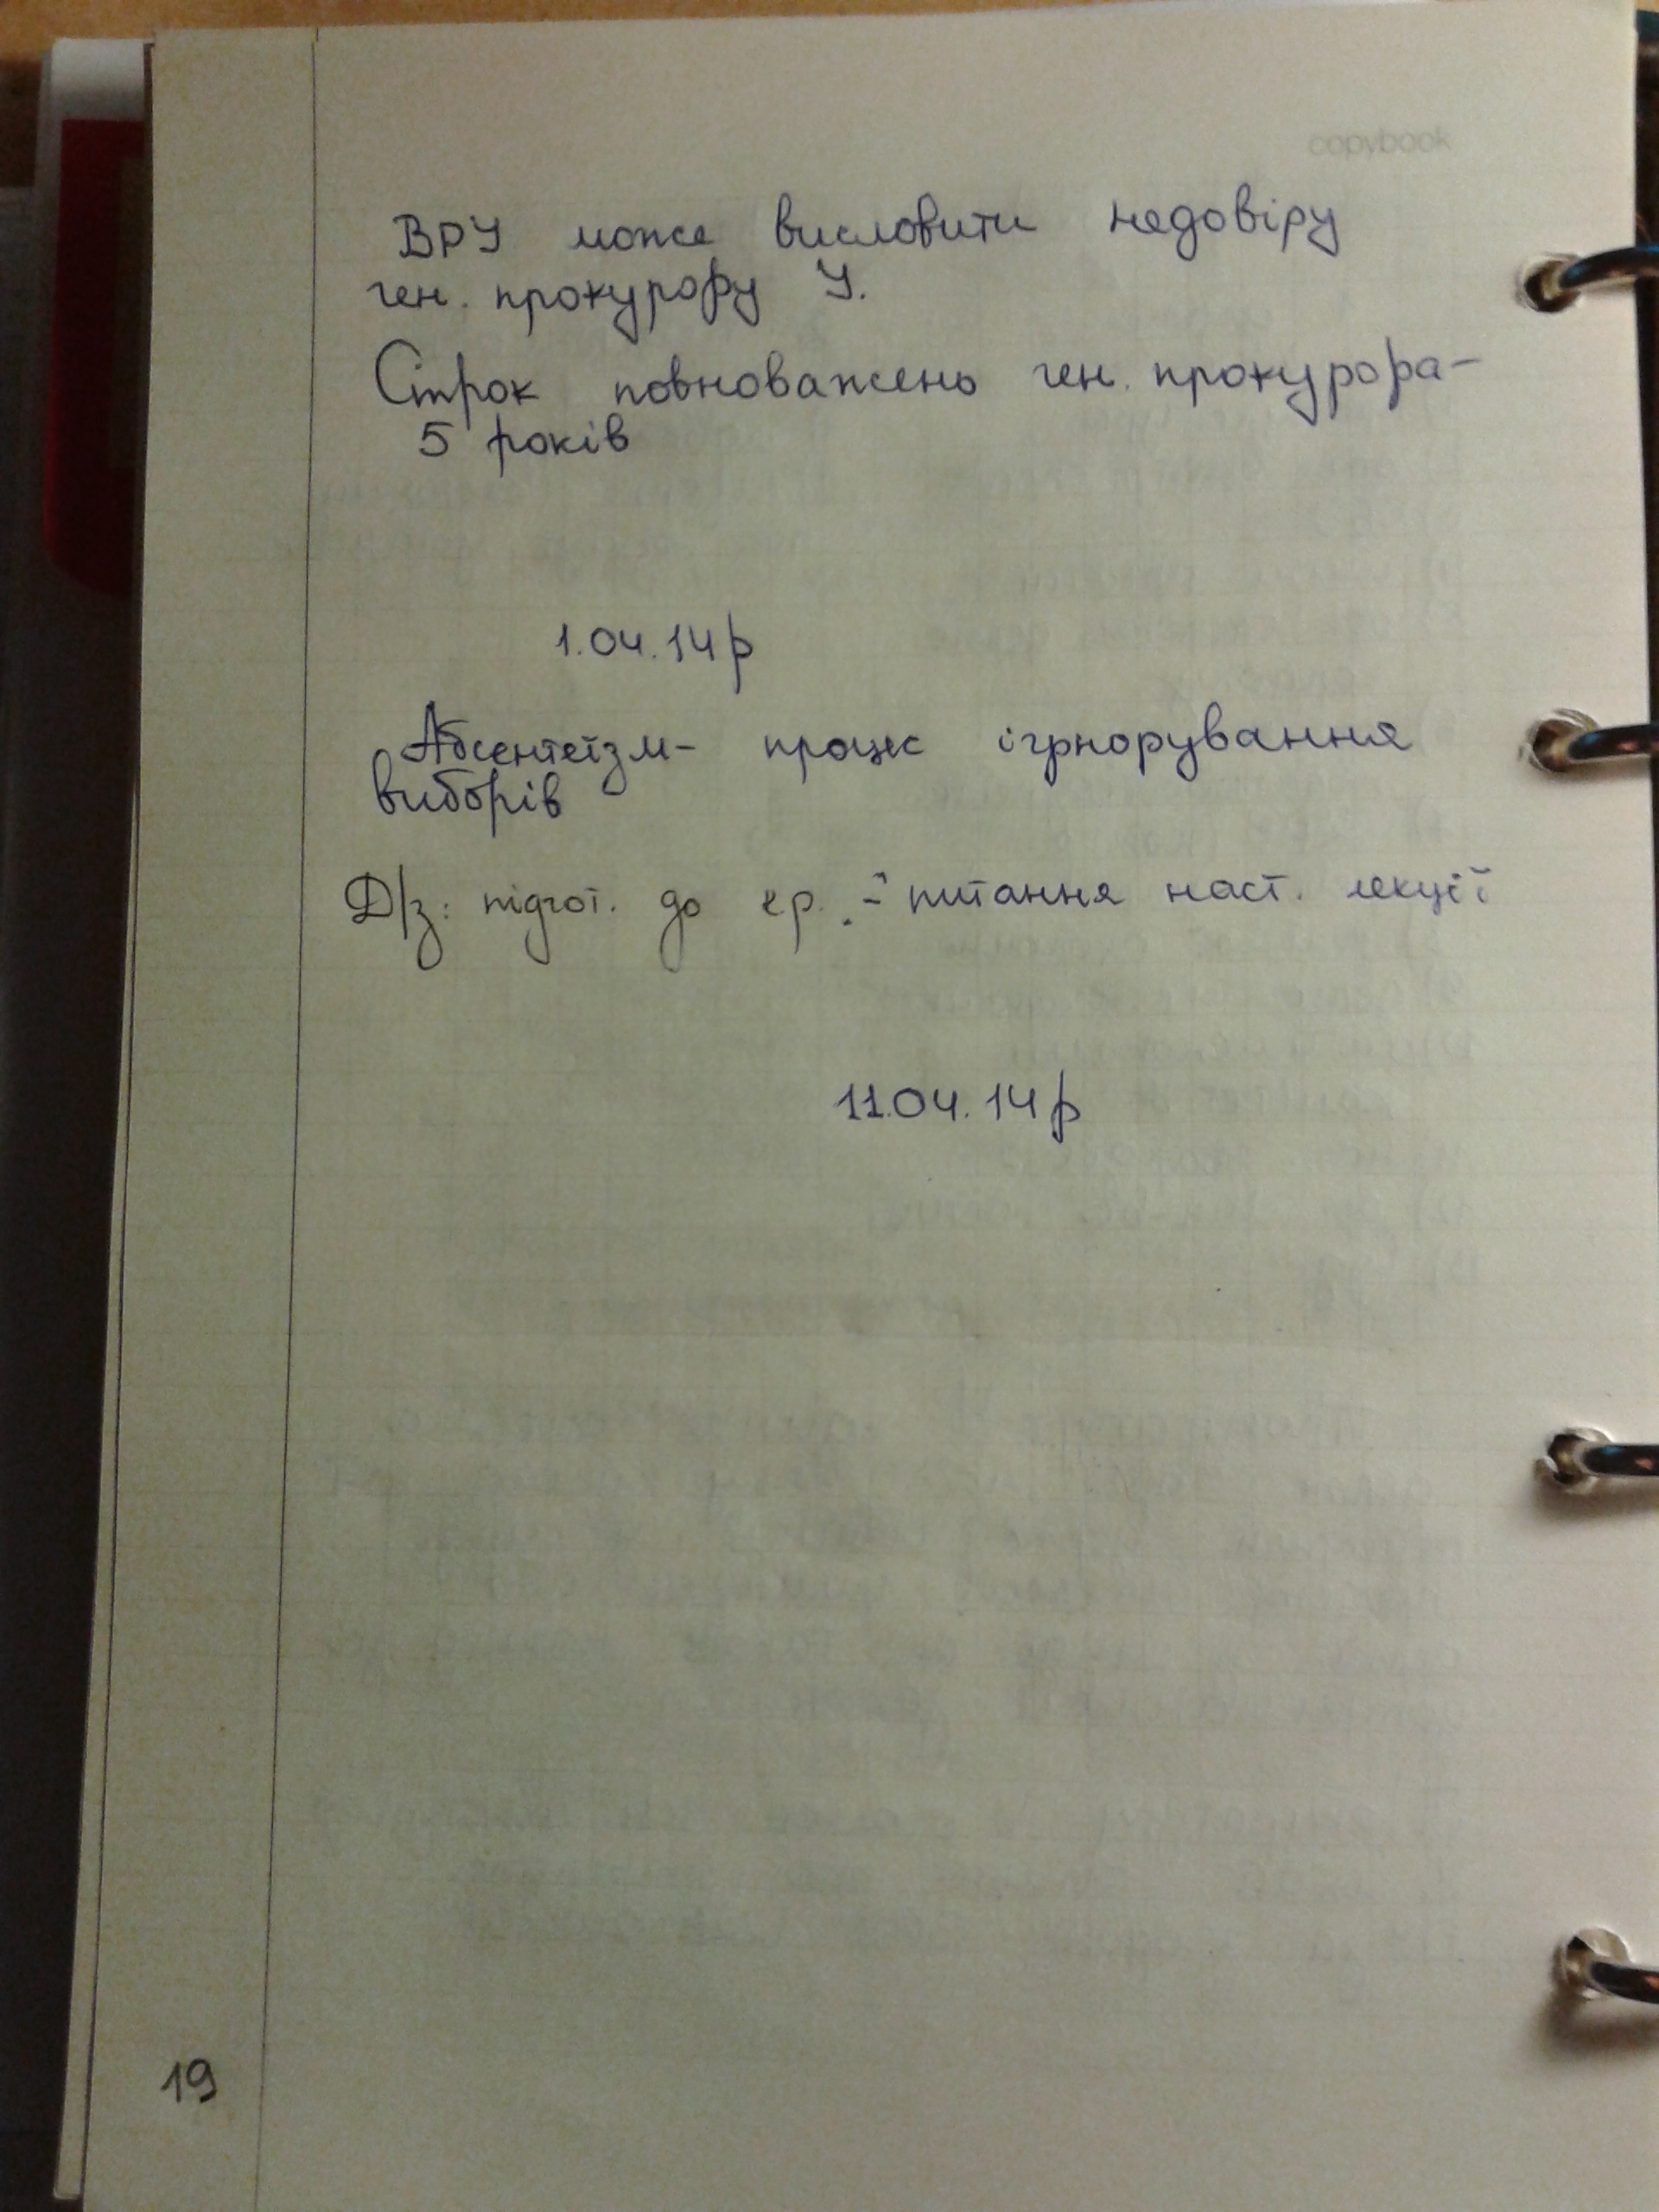 copybook
ВРУ може висловити недовіру
ген. прокурору У.
Строк повноважень ген. прокурора-
5 років
1.04.14р
Абсентеїзм- процес ігнорування
виборів
Д/з: підгот. до кр. питання наст. лекції
11.04.14р
19